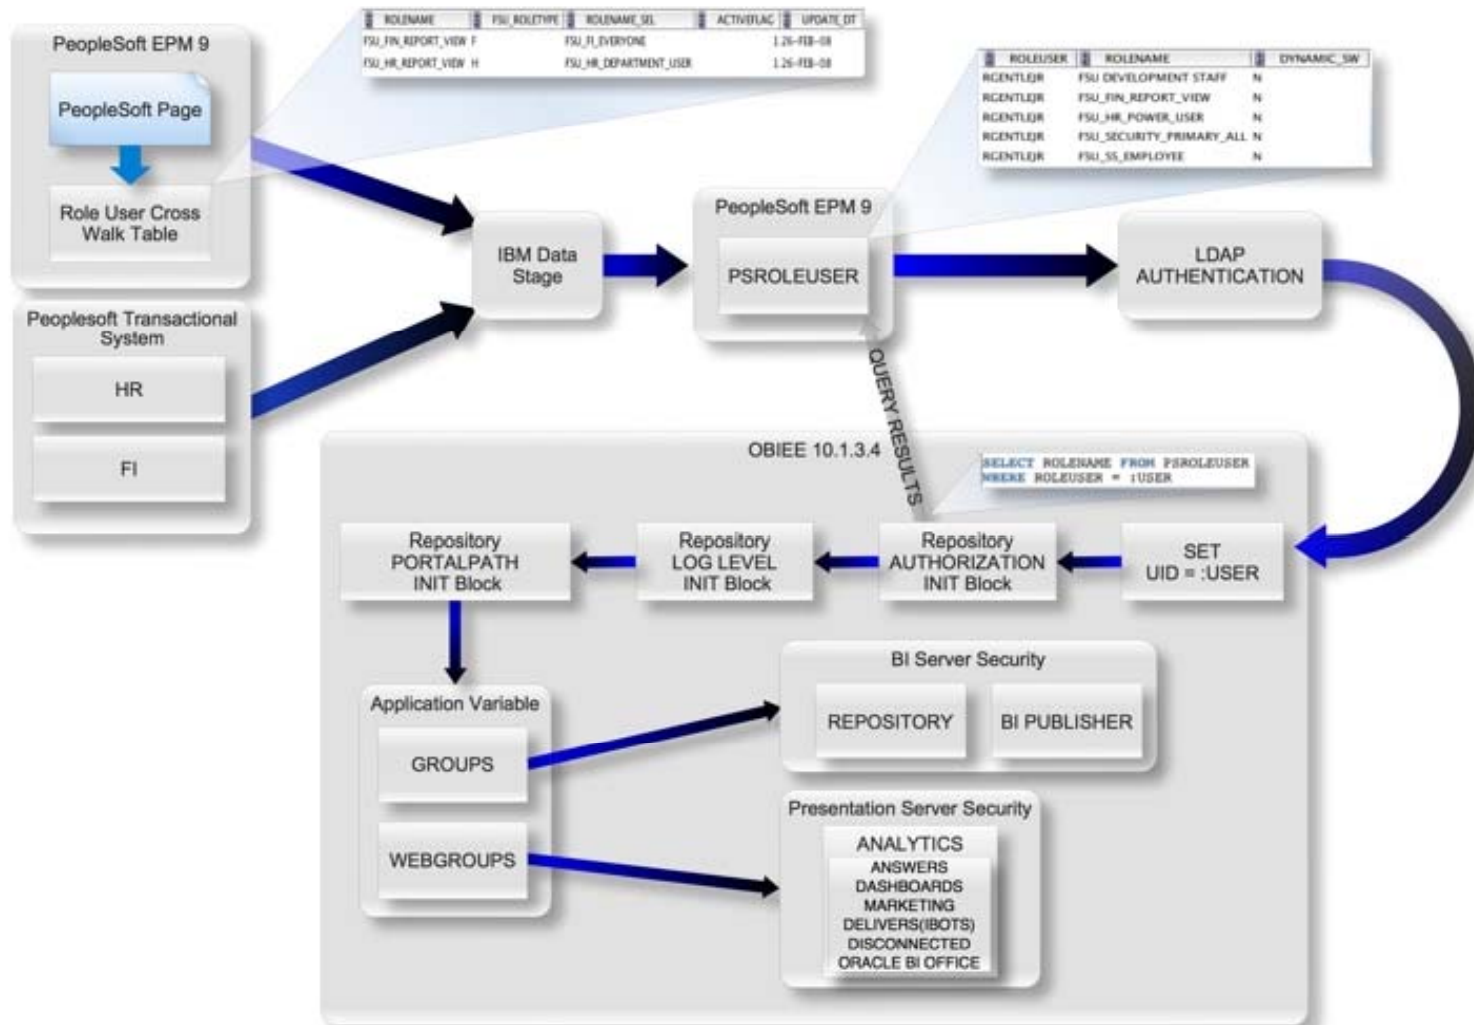 PeopleSoft EPM 9
PeopleSoft Page
Role User Cross
Walk Table
ROLENAME FSU_ROLETYPE ROLENAME_SEL ACTIVEFLAG UPDATE_DT
FSU_FIN_REPORT_VIEW F FSU_FI_EVERYONE 1 26-FEB-08
FSU_HR_REPORT_VIEW H FSU_HR_DEPARTMENT_USER 1 26-FEB-08
ROLEUSER ROLENAME DYNAMIC_SW
RGENTLEJR FSU DEVELOPMENT STAFF N
RGENTLEJR FSU_FIN_REPORT_VIEW N
RGENTLEJR FSU_HR_POWER_USER N
RGENTLEJR FSU_SECURITY_PRIMARY_ALL N
RGENTLEJR FSU_SS_EMPLOYEE N
Peoplesoft Transactional
System
HR
FI
IBM Data
Stage
PeopleSoft EPM 9
PSROLEUSER
LDAP
AUTHENTICATION
QUERY RESULTS
OBIEE 10.1.3.4
SELECT ROLENAME FROM PSROLEUSER
WHERE ROLEUSER = :USER
Repository
PORTALPATH
INIT Block
Repository
LOG LEVEL
INIT Block
Repository
AUTHORIZATION
INIT Block
SET
UID = :USER
Application Variable
GROUPS
WEBGROUPS
BI Server Security
REPOSITORY
BI PUBLISHER
Presentation Server Security
ANALYTICS
ANSWERS
DASHBOARDS
MARKETING
DELIVERS(IBOTS)
DISCONNECTED
ORACLE BI OFFICE